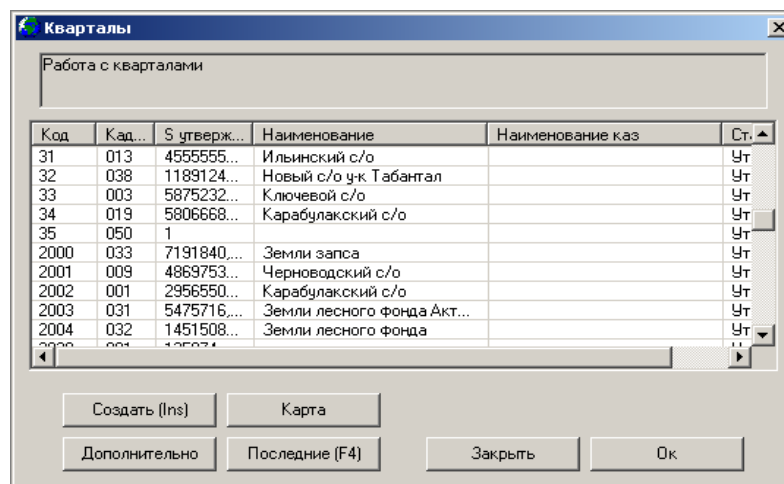 Кварталы
Работа с кварталами
Код Кад... S утверж... Наименование Наименование каз Ст.
31 013 4555555... Ильинский с/о Ут
32 038 1189124... Новый с/о у-к Табантал Ут
33 003 5875232... Ключевой с/о Ут
34 019 5806668... Карабулакский с/о Ут
35 050 1 Ут
2000 033 7191840,... Земли запса Ут
2001 009 4869753... Черноводский с/о Ут
2002 001 2956550... Карабулакский с/о Ут
2003 031 5475716,... Земли лесного фонда Акт... Ут
2004 032 1451508... Земли лесного фонда Ут
Создать (Ins) Карта
Дополнительно Последние (F4) Закрыть Ок